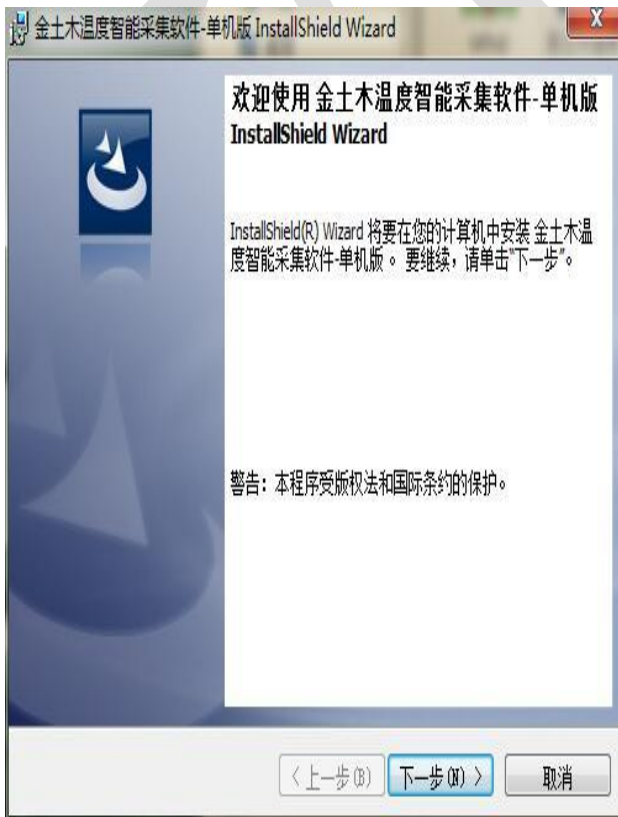 金土木温度智能采集软件-单机版 InstallShield Wizard
欢迎使用 金土木温度智能采集软件-单机版
InstallShield Wizard
InstallShield(R) Wizard 将要在您的计算机中安装 金土木温
度智能采集软件-单机版 。 要继续，请单击“下一步”。
警告：本程序受版权法和国际条约的保护。
< 上一步(B)
下一步(N) >
取消